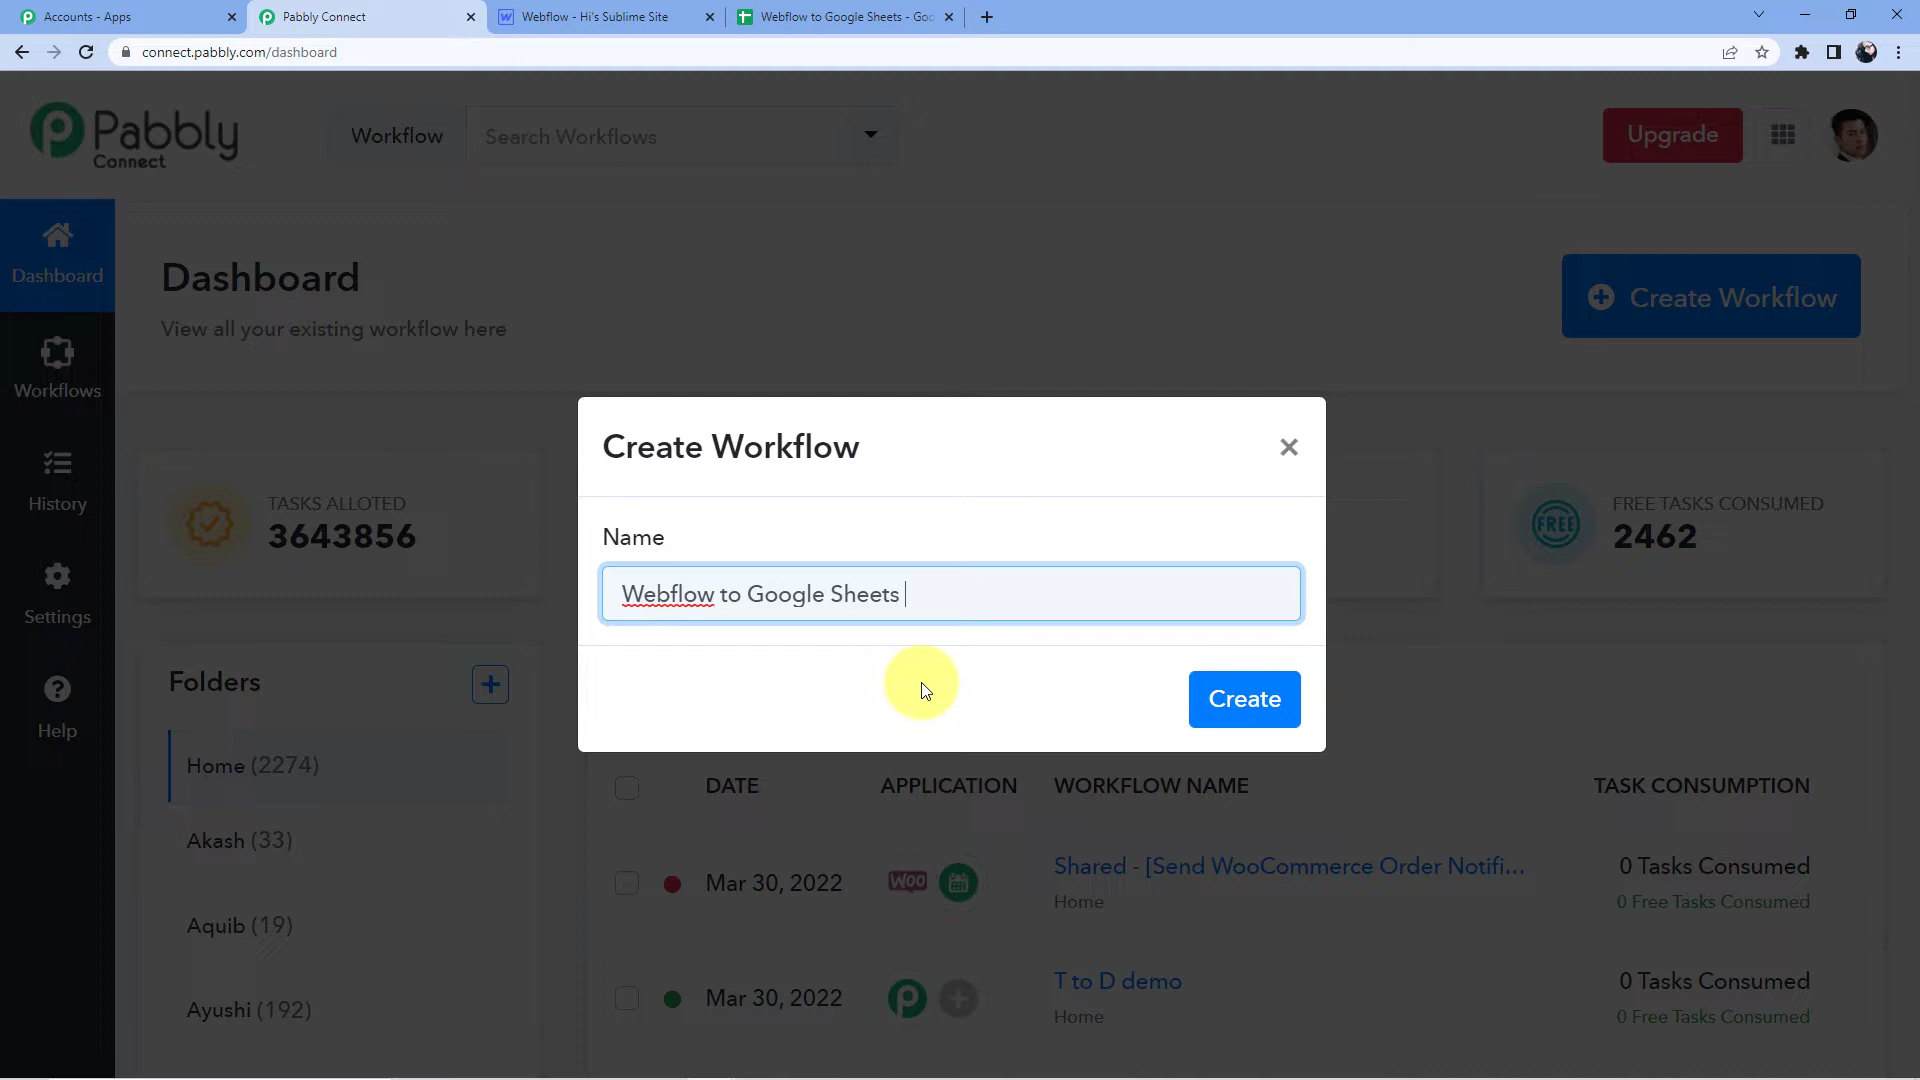 Accounts - Apps
Pabbly Connect
Webflow - Hi's Sublime Site
Webflow to Google Sheets - Goo
connect.pabbly.com/dashboard
Pabbly
Connect
Workflow
Search Workflows
Upgrade
Dashboard
Workflows
History
Settings
Help
Dashboard
View all your existing workflow here
Create Workflow
TASKS ALLOTED
3643856
FREE
FREE TASKS CONSUMED
2462
Create Workflow
Name
Webflow to Google Sheets
Create
Folders
Home (2274)
Akash (33)
Aquib (19)
Ayushi (192)
DATE
APPLICATION
WORKFLOW NAME
TASK CONSUMPTION
Mar 30, 2022
WOO
Shared - [Send WooCommerce Order Notifi...
Home
0 Tasks Consumed
0 Free Tasks Consumed
Mar 30, 2022
T to D demo
Home
0 Tasks Consumed
0 Free Tasks Consumed